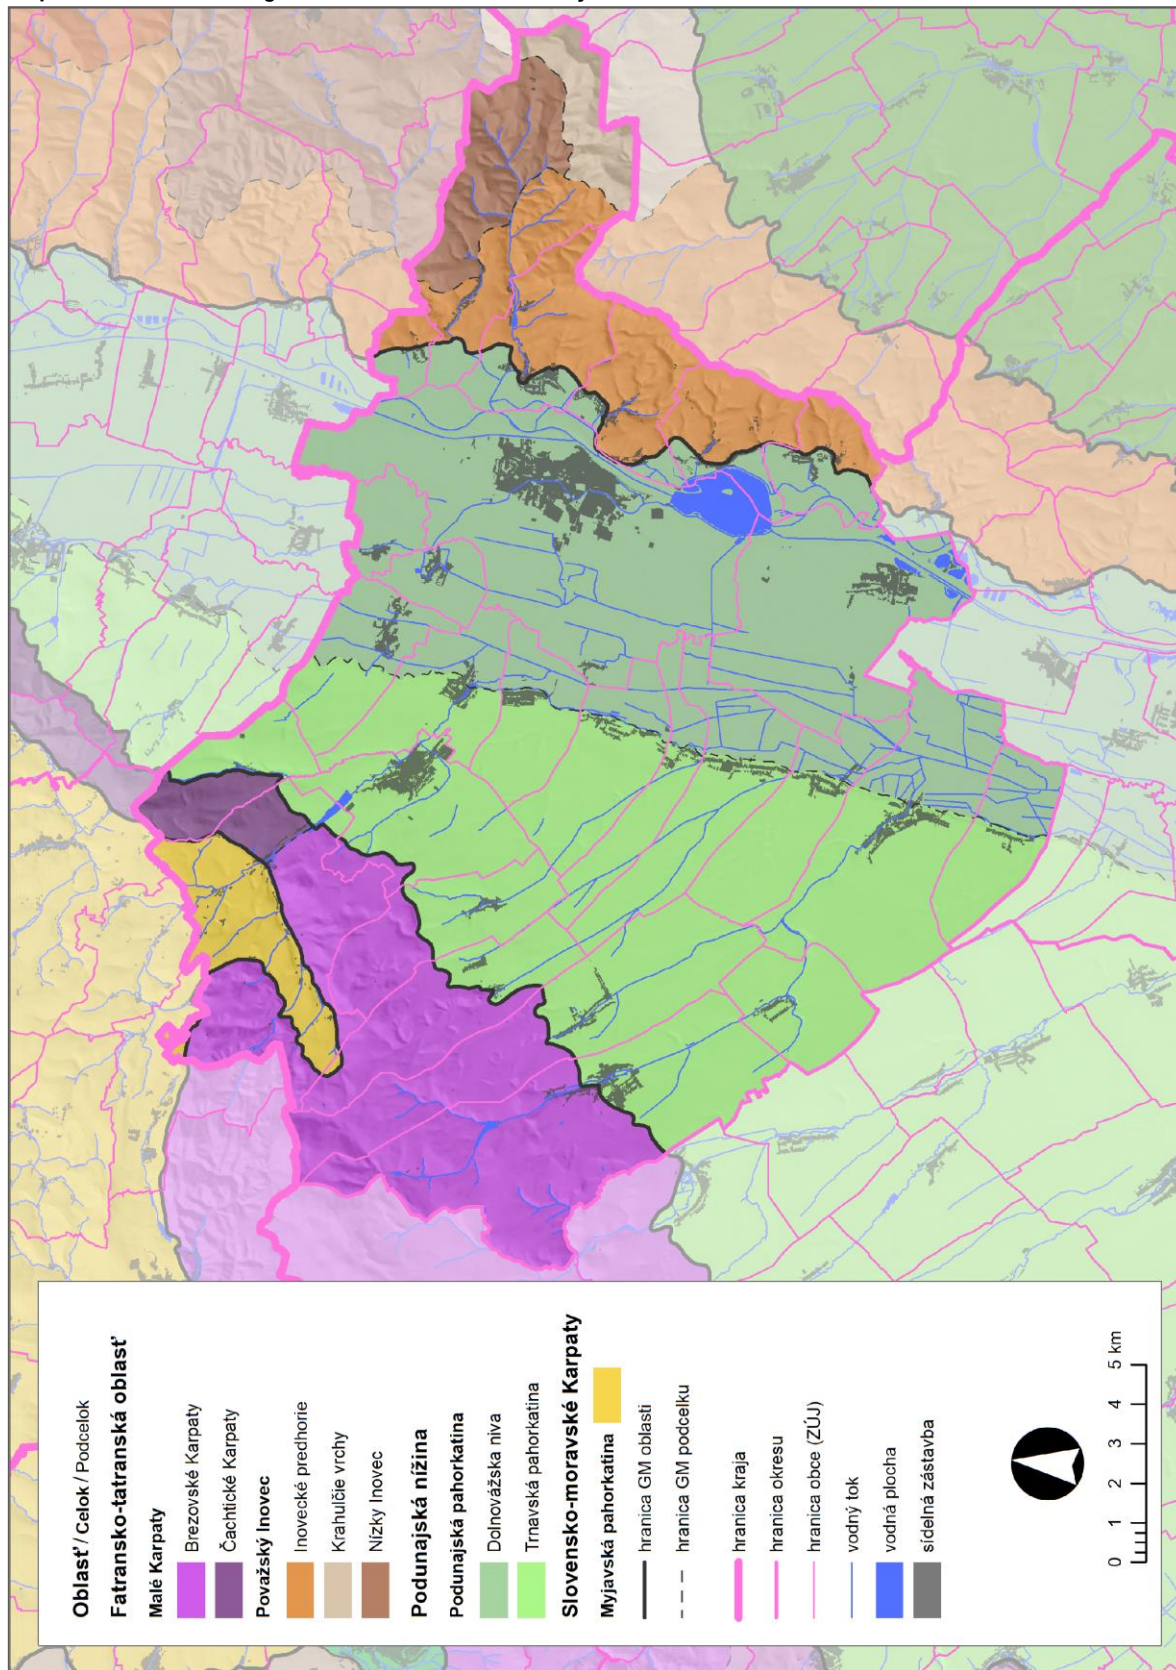 Oblasť / Celok / Podcelok
Fatransko-tatranská oblasť
Malé Karpaty
Brezovské Karpaty
Čachtické Karpaty
Považský Inovec
Inovecké predhorie
Krahulčie vrchy
Nízky Inovec
Podunajská nížina
Podunajská pahorkatina
Dolnovážska niva
Trnavská pahorkatina
Slovensko-moravské Karpaty
Myjavská pahorkatina
hranica GM oblasti
hranica GM podcelku
hranica kraja
hranica okresu
hranica obce (ZÚJ)
vodný tok
vodná plocha
sídelná zástavba
0 1 2 3 4 5 km